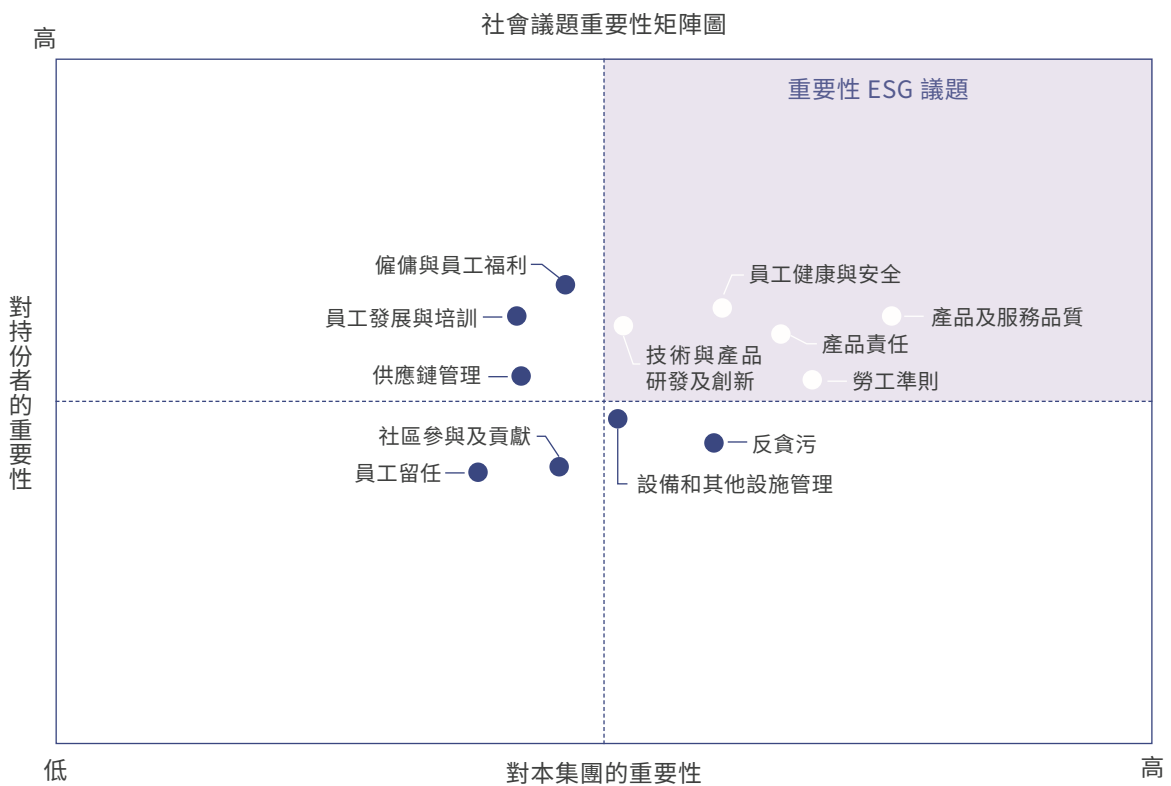 社會議題重要性矩陣圖
高
重要性 ESG 議題
僱傭與員工福利
員工健康與安全
員工發展與培訓
產品及服務品質
技術與產品
研發及創新
產品責任
供應鏈管理
勞工準則
對持份者的重要性
社區參與及貢獻
反貪污
員工留任
設備和其他設施管理
低
對本集團的重要性
高